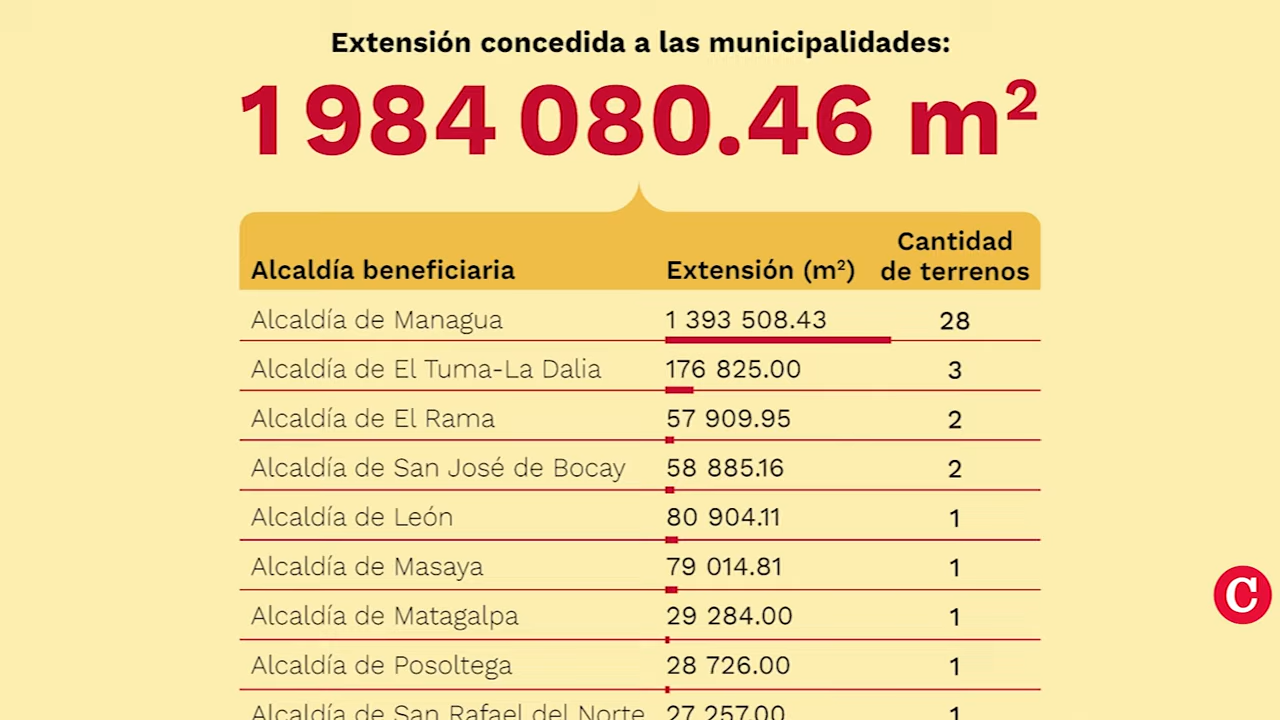 Extensión concedida a las municipalidades:
1 984 080.46 m²
Alcaldía beneficiaria Extensión (m²) Cantidad de terrenos
Alcaldía de Managua 1 393 508.43 28
Alcaldía de El Tuma-La Dalia 176 825.00 3
Alcaldía de El Rama 57 909.95 2
Alcaldía de San José de Bocay 58 885.16 2
Alcaldía de León 80 904.11 1
Alcaldía de Masaya 79 014.81 1
Alcaldía de Matagalpa 29 284.00 1
Alcaldía de Posoltega 28 726.00 1
Alcaldía de San Rafael del Norte 27 257.00 1
C